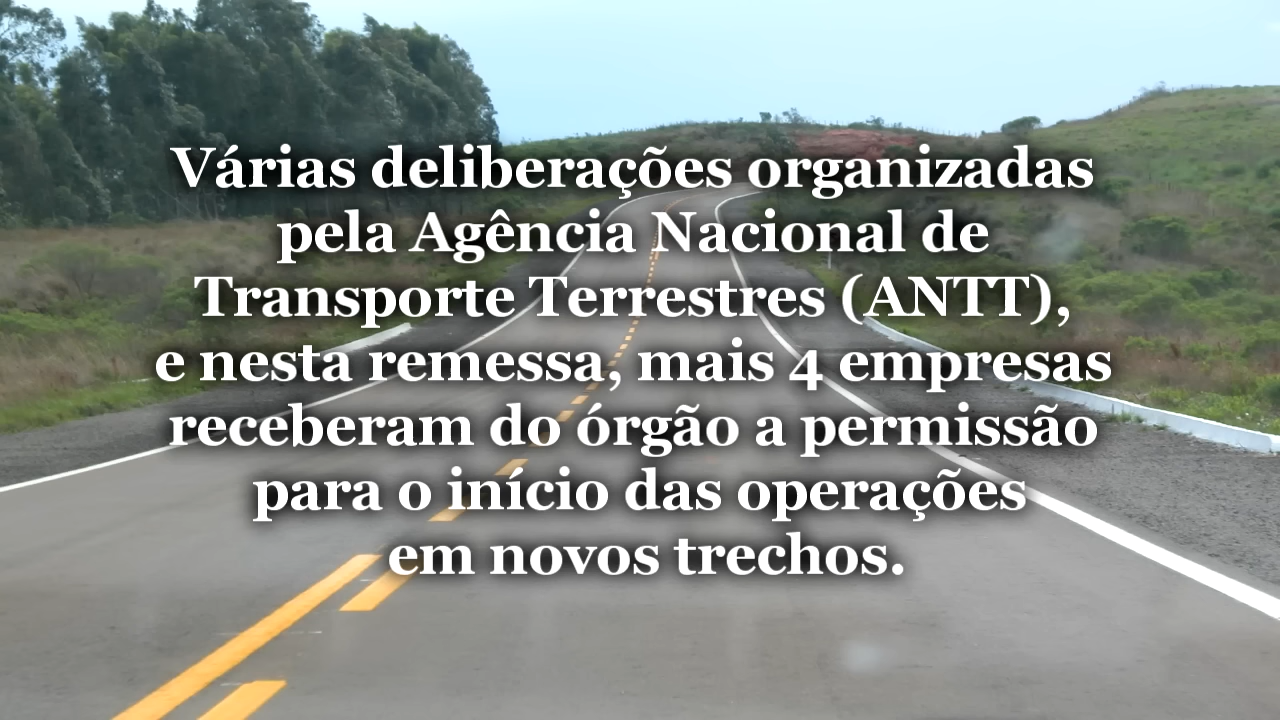 Várias deliberações organizadas
pela Agência Nacional de
Transporte Terrestres (ANTT),
e nesta remessa, mais 4 empresas
receberam do órgão a permissão
para o início das operações
em novos trechos.